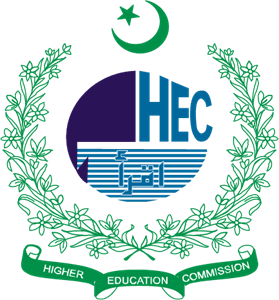 HEC
اقرأ
HIGHER EDUCATION COMMISSION